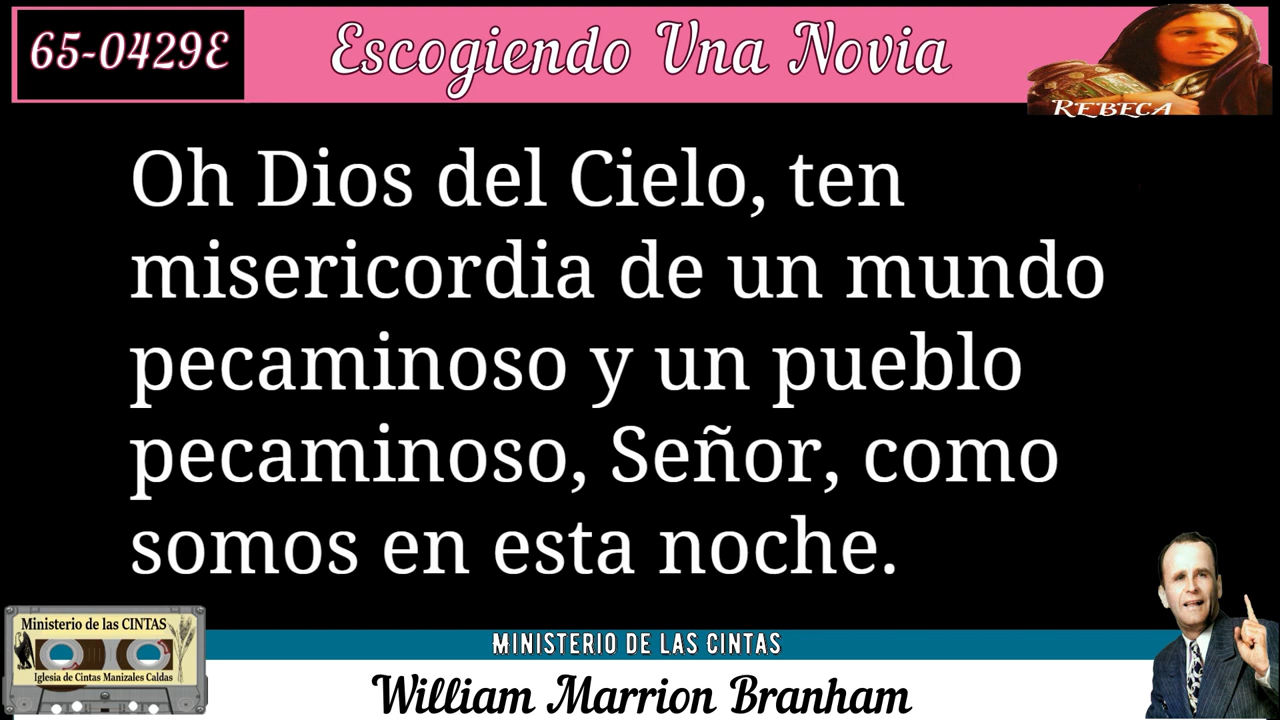 65-0429E
Escogiendo Una Novia
REBECA
Oh Dios del Cielo, ten
misericordia de un mundo
pecaminoso y un pueblo
pecaminoso, Señor, como
somos en esta noche.
Ministerio de las CINTAS
Iglesia de Cintas Manizales Caldas
MINISTERIO DE LAS CINTAS
William Marrion Branham